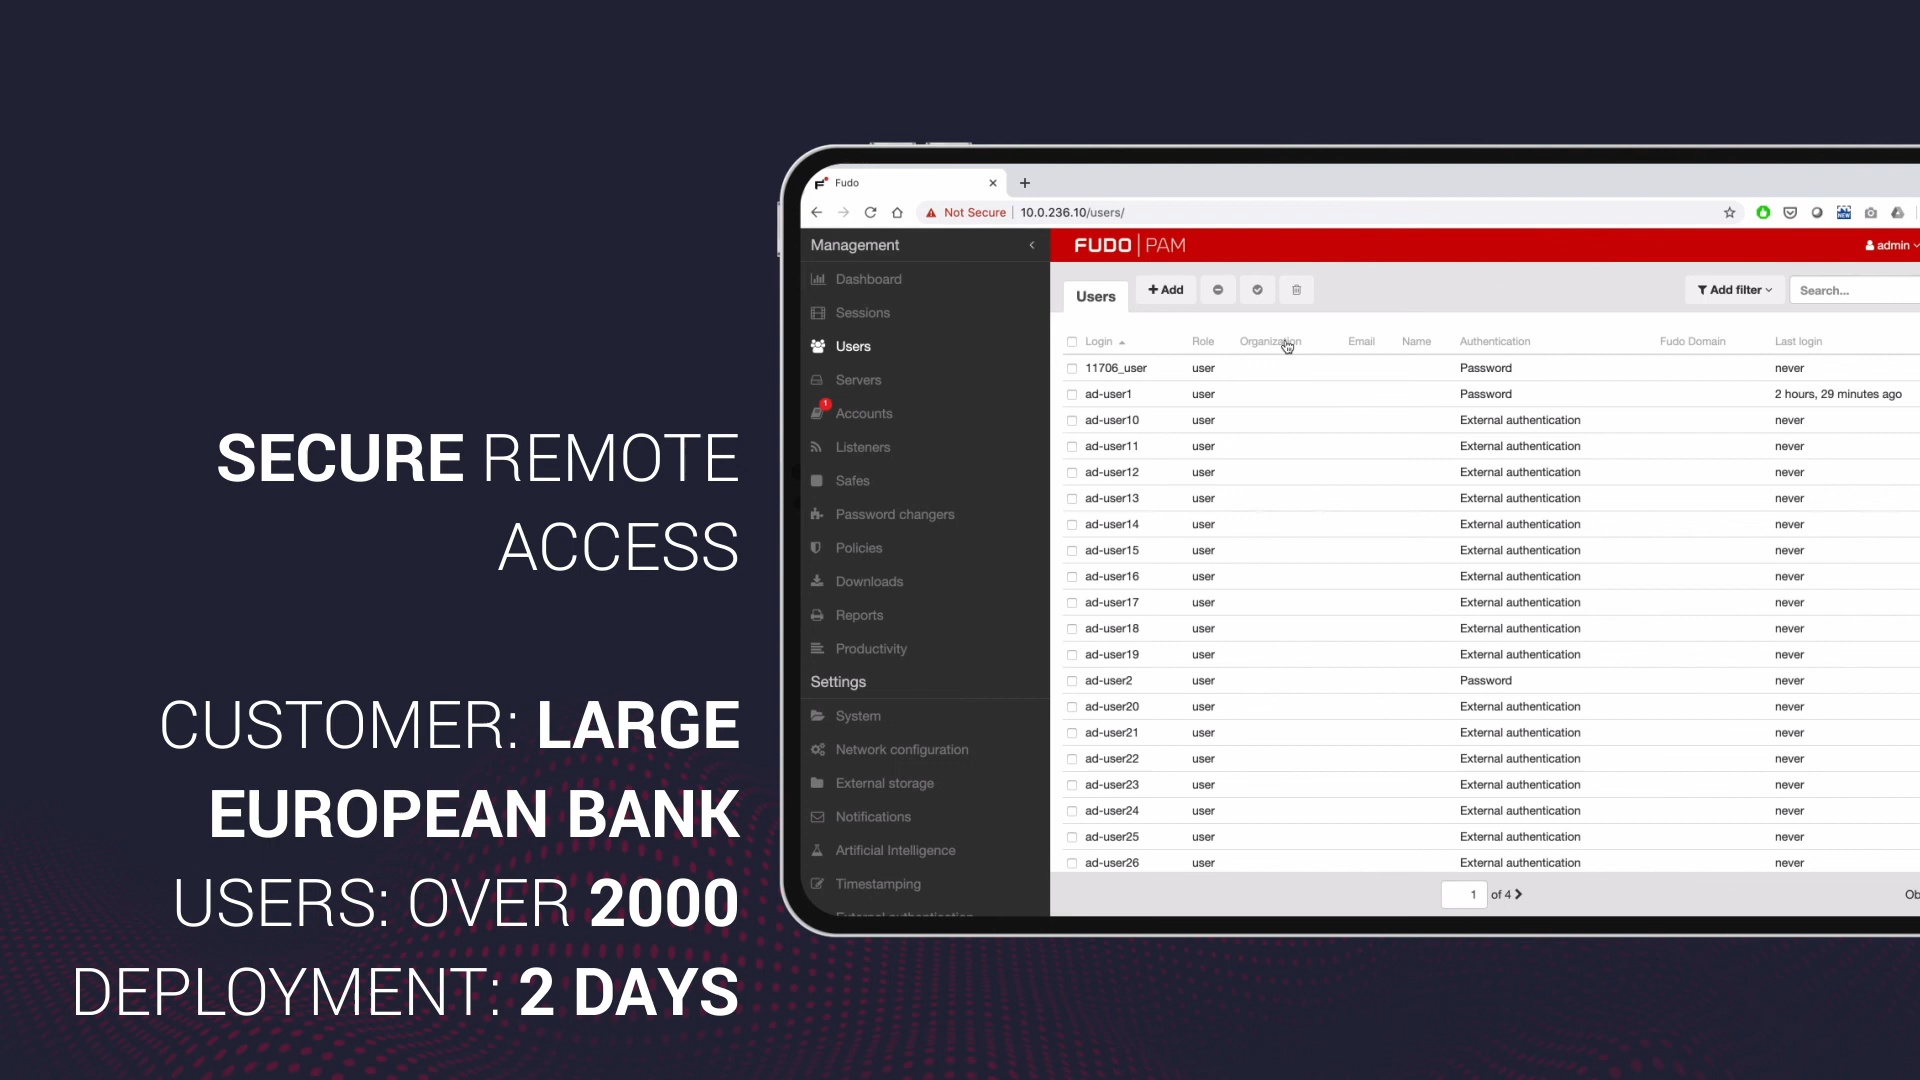 SECURE REMOTE
ACCESS
CUSTOMER: LARGE
EUROPEAN BANK
USERS: OVER 2000
DEPLOYMENT: 2 DAYS
Fudo
Not Secure 10.0.236.10/users/
NEW
Management
Dashboard
Sessions
Users
Servers
1
Accounts
Listeners
Safes
Password changers
Policies
Downloads
Reports
Productivity
Settings
System
Network configuration
External storage
Notifications
Artificial Intelligence
Timestamping
External authentication
FUDO PAM admin
Users + Add Add filter Search...
Login Role Organization Email Name Authentication Fudo Domain Last login
11706_user user Password never
ad-user1 user Password 2 hours, 29 minutes ago
ad-user10 user External authentication never
ad-user11 user External authentication never
ad-user12 user External authentication never
ad-user13 user External authentication never
ad-user14 user External authentication never
ad-user15 user External authentication never
ad-user16 user External authentication never
ad-user17 user External authentication never
ad-user18 user External authentication never
ad-user19 user External authentication never
ad-user2 user Password never
ad-user20 user External authentication never
ad-user21 user External authentication never
ad-user22 user External authentication never
ad-user23 user External authentication never
ad-user24 user External authentication never
ad-user25 user External authentication never
ad-user26 user External authentication never
1 of 4